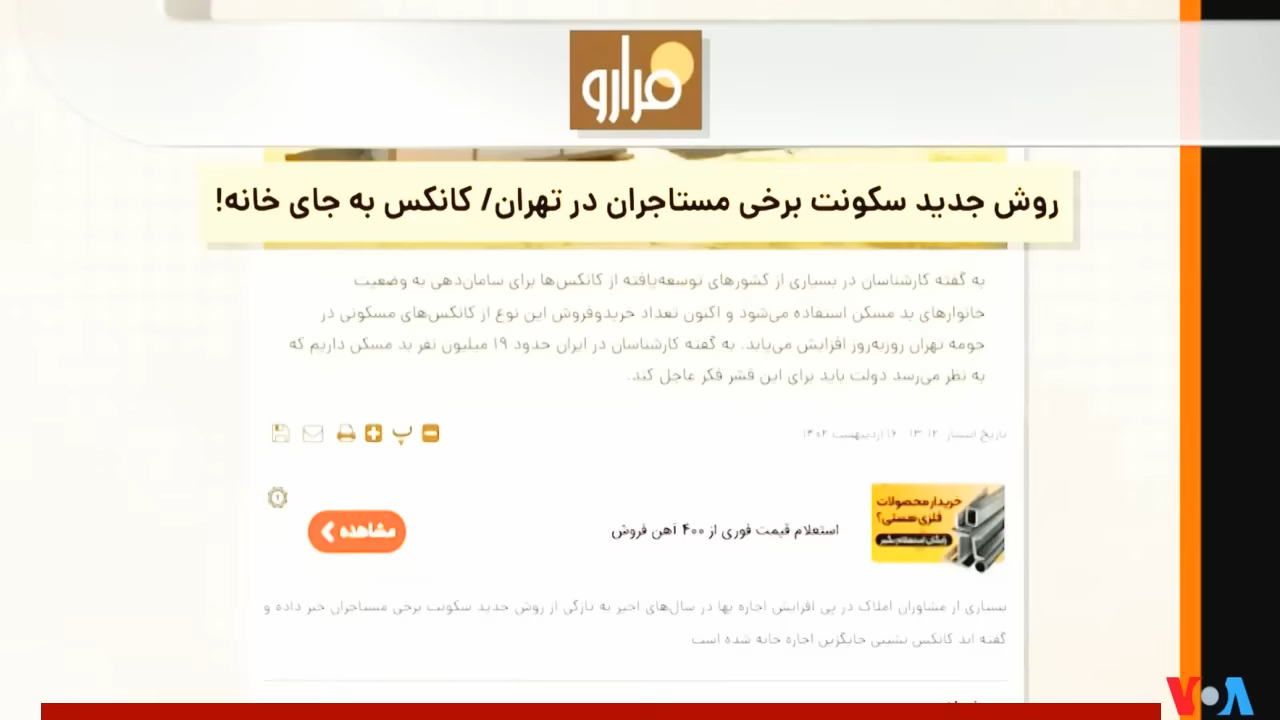 فرارو
روش جدید سکونت برخی مستاجران در تهران/ کانکس به جای خانه!
به گفته کارشناسان در بسیاری از کشورهای توسعه‌یافته از کانکس‌ها برای سامان‌دهی به وضعیت
خانوارهای بد مسکن استفاده می‌شود و اکنون تعداد خریدوفروش این نوع از کانکس‌های مسکونی در
حومه تهران روزبه‌روز افزایش می‌یابد. به گفته کارشناسان در ایران حدود ۱۹ میلیون نفر بد مسکن داریم که
به نظر می‌رسد دولت باید برای این قشر فکر عاجل کند.
تاریخ انتشار: ۱۳:۱۲ ۱۶ اردیبهشت ۱۴۰۲
پ
خریدار محصولات
فلزی هستی؟
رایگان استعلام بگیر
استعلام قیمت فوری از ۴۰۰ آهن فروش
مشاهده
بسیاری از مشاوران املاک در پی افزایش اجاره بها در سال‌های اخیر به تازگی از روش جدید سکونت برخی مستاجران خبر داده و
گفته اند کانکس نشینی جایگزین اجاره خانه شده است
VOA